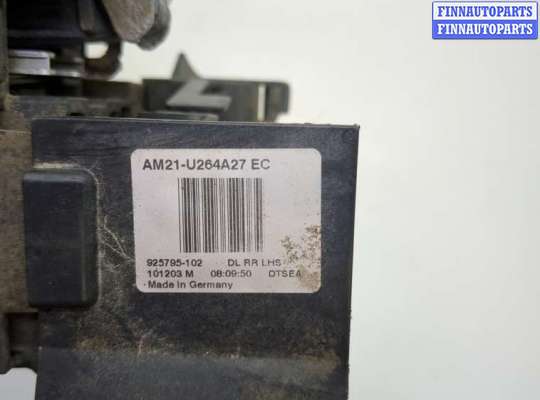 FINNAUTOPARTS
FINNAUTOPARTS
AM21-U264A27 EC
925795-102 DL RR LHS
101203 M 08:09:50 DTSEA
Made in Germany